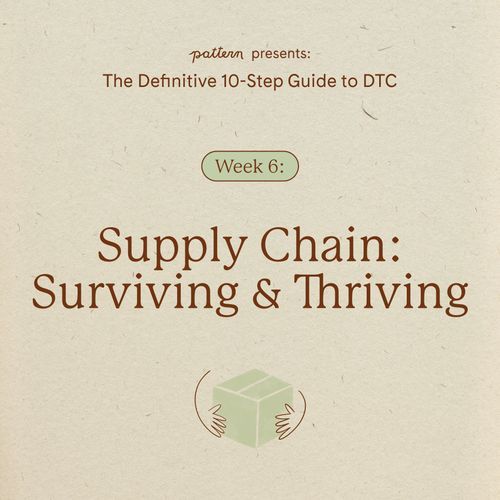 pattern presents:
The Definitive 10-Step Guide to DTC
Week 6:
Supply Chain:
Surviving & Thriving